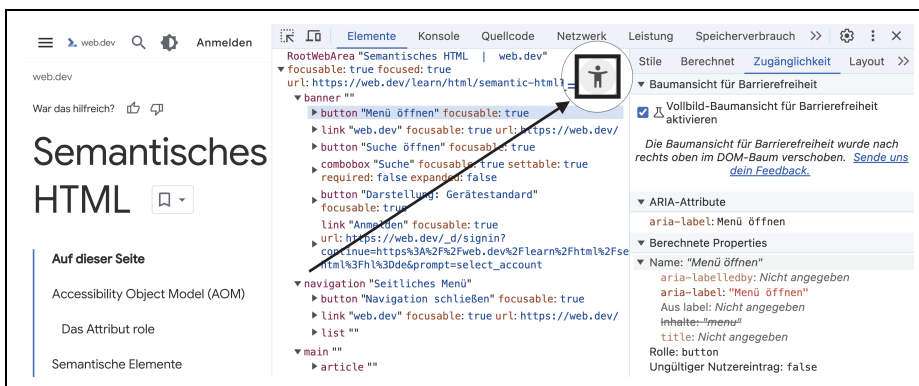 web.dev
Anmelden
web.dev
War das hilfreich?
Semantisches
HTML
Auf dieser Seite
Accessibility Object Model (AOM)
Das Attribut role
Semantische Elemente
Elemente Konsole Quellcode Netzwerk Leistung Speicherverbrauch
RootWebArea "Semantisches HTML | web.dev"
focusable: true focused: true
url: https://web.dev/learn/html/semantic-html?
banner ""
button "Menü öffnen" focusable: true
link "web.dev" focusable: true url: https://web.dev/
button "Suche öffnen" focusable: true
combobox "Suche" focusable: true settable: true
required: false expanded: false
button "Darstellung: Gerätestandard"
focusable: true
link "Anmelden" focusable: true
url: https://web.dev/_d/signin?
continue=https%3A%2F%2Fweb.dev%2Flearn%2Fhtml%2Fse
html%3Fhl%3Dde&prompt=select_account
navigation "Seitliches Menü"
button "Navigation schließen" focusable: true
link "web.dev" focusable: true url: https://web.dev/
list ""
main ""
article ""
Stile Berechnet Zugänglichkeit Layout
Baumansicht für Barrierefreiheit
Vollbild-Baumansicht für Barrierefreiheit
aktivieren
Die Baumansicht für Barrierefreiheit wurde nach
rechts oben im DOM-Baum verschoben. Sende uns
dein Feedback.
ARIA-Attribute
aria-label: Menü öffnen
Berechnete Properties
Name: "Menü öffnen"
aria-labelledby: Nicht angegeben
aria-label: "Menü öffnen"
Aus label: Nicht angegeben
Inhalte: "menu"
title: Nicht angegeben
Rolle: button
Ungültiger Nutzereintrag: false